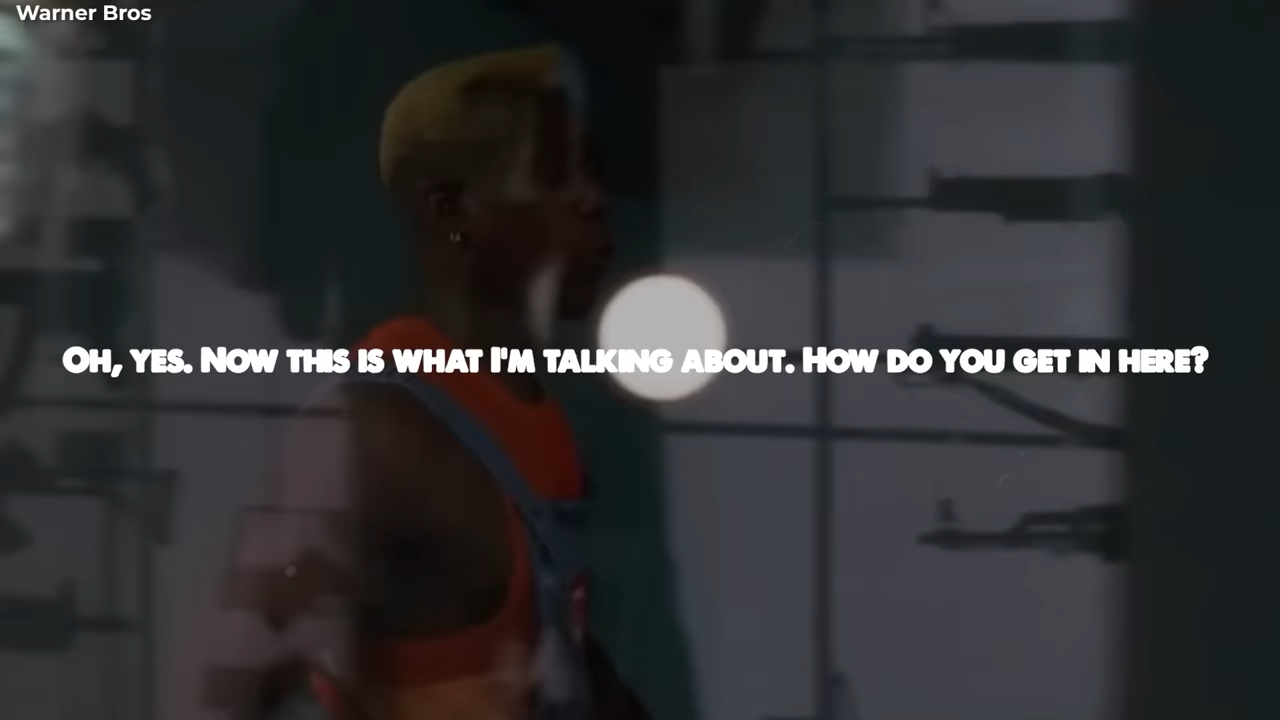 Warner Bros
Oh, yes. Now this is what I'm talking about. How do you get in here?